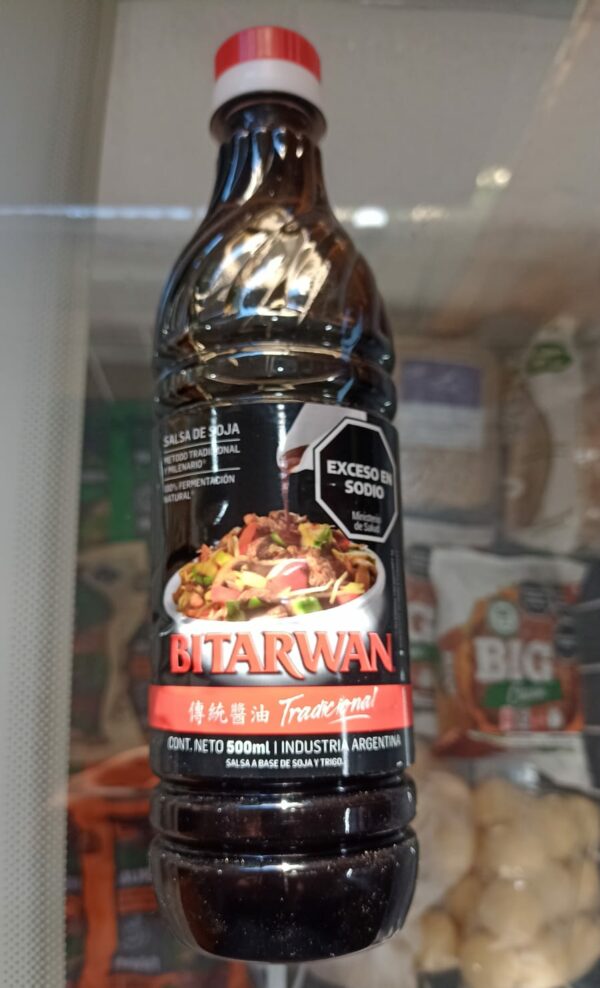 SALSA DE SOJA
MÉTODO TRADICIONAL
Y MILENARIO
100% FERMENTACIÓN
NATURAL
EXCESO EN
SODIO
Ministerio
de Salud
BITARWAN
傳統醬油 Tradicional
CONT. NETO 500ml | INDUSTRIA ARGENTINA
SALSA A BASE DE SOJA Y TRIGO.
BIG